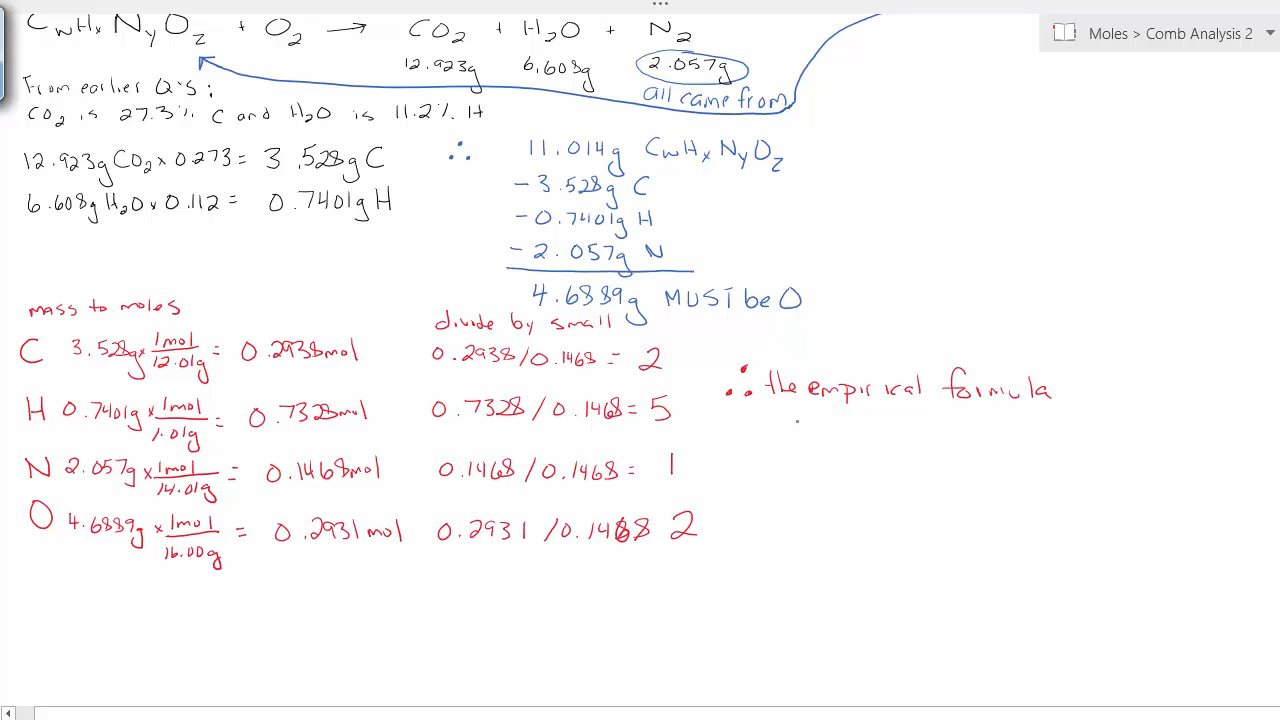 CwHxNyOz + O2 → CO2 + H2O + N2
12.923g 6.608g 2.057g
Moles > Comb Analysis 2
all came from
From earlier Q's:
CO2 is 27.3% C and H2O is 11.2% H
12.923g CO2 x 0.273 = 3.528g C
6.608g H2O x 0.112 = 0.7401g H
∴ 11.014g CwHxNyOz
- 3.528g C
- 0.7401g H
- 2.057g N
4.6889g MUST be O
mass to moles
divide by small
C 3.528g x 1mol/12.01g = 0.2938mol 0.2938/0.1468 = 2
H 0.7401g x 1mol/1.01g = 0.7328mol 0.7328/0.1468 = 5
N 2.057g x 1mol/14.01g = 0.1468mol 0.1468/0.1468 = 1
O 4.6889g x 1mol/16.00g = 0.2931mol 0.2931/0.1468 2
∴ the empirical formula